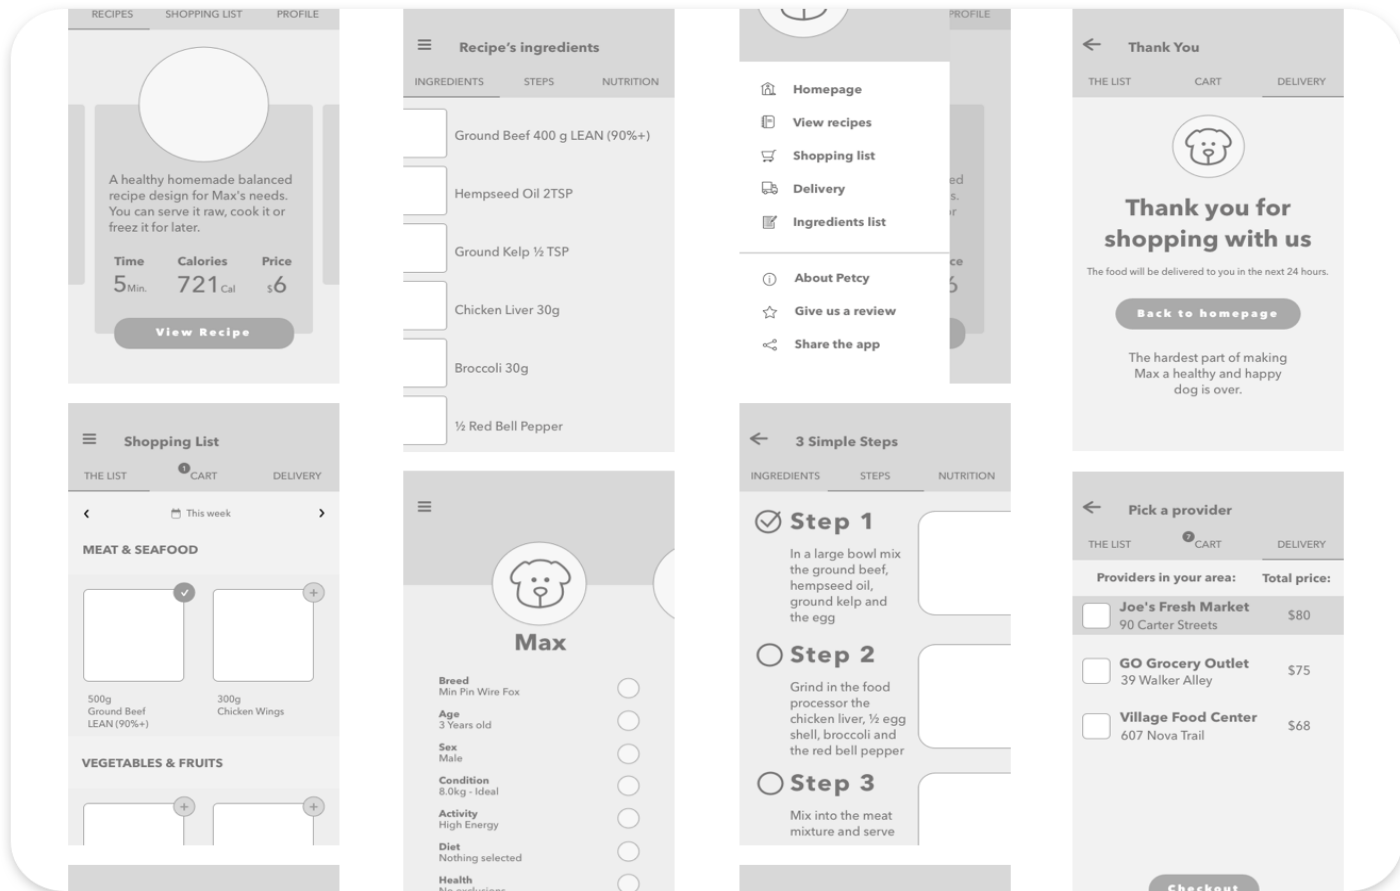 RECIPES SHOPPING LIST PROFILE
A healthy homemade balanced
recipe design for Max's needs.
You can serve it raw, cook it or
freez it for later.
Time Calories Price
5Min. 721Cal $6
View Recipe
Shopping List
THE LIST 1 CART DELIVERY
This week
MEAT & SEAFOOD
500g
Ground Beef
LEAN (90%+)
300g
Chicken Wings
VEGETABLES & FRUITS
Recipe's ingredients
INGREDIENTS STEPS NUTRITION
Ground Beef 400 g LEAN (90%+)
Hempseed Oil 2TSP
Ground Kelp ½ TSP
Chicken Liver 30g
Broccoli 30g
½ Red Bell Pepper
Max
Breed
Min Pin Wire Fox
Age
3 Years old
Sex
Male
Condition
8.0kg - Ideal
Activity
High Energy
Diet
Nothing selected
Health
No exclusions
PROFILE
Homepage
View recipes
Shopping list
Delivery
Ingredients list
About Petcy
Give us a review
Share the app
ed
s.
or
ce
6
3 Simple Steps
INGREDIENTS STEPS NUTRITION
Step 1
In a large bowl mix
the ground beef,
hempseed oil,
ground kelp and
the egg
Step 2
Grind in the food
processor the
chicken liver, ½ egg
shell, broccoli and
the red bell pepper
Step 3
Mix into the meat
mixture and serve
Thank You
THE LIST CART DELIVERY
Thank you for
shopping with us
The food will be delivered to you in the next 24 hours.
Back to homepage
The hardest part of making
Max a healthy and happy
dog is over.
Pick a provider
THE LIST 7 CART DELIVERY
Providers in your area: Total price:
Joe's Fresh Market
90 Carter Streets
$80
GO Grocery Outlet
39 Walker Alley
$75
Village Food Center
607 Nova Trail
$68
Checkout